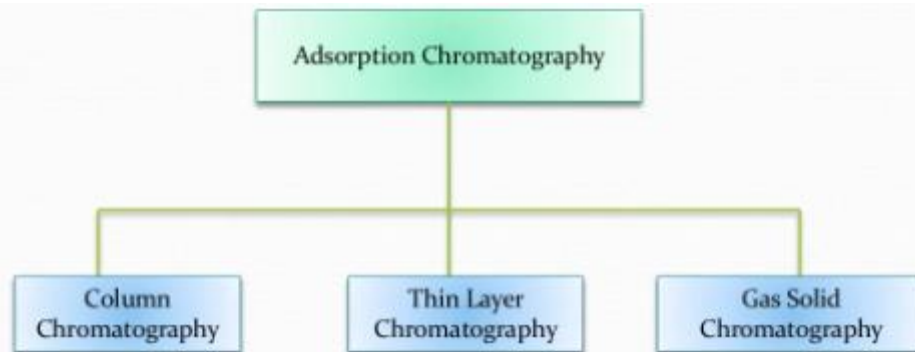 Adsorption Chromatography
Column
Chromatography
Thin Layer
Chromatography
Gas Solid
Chromatography